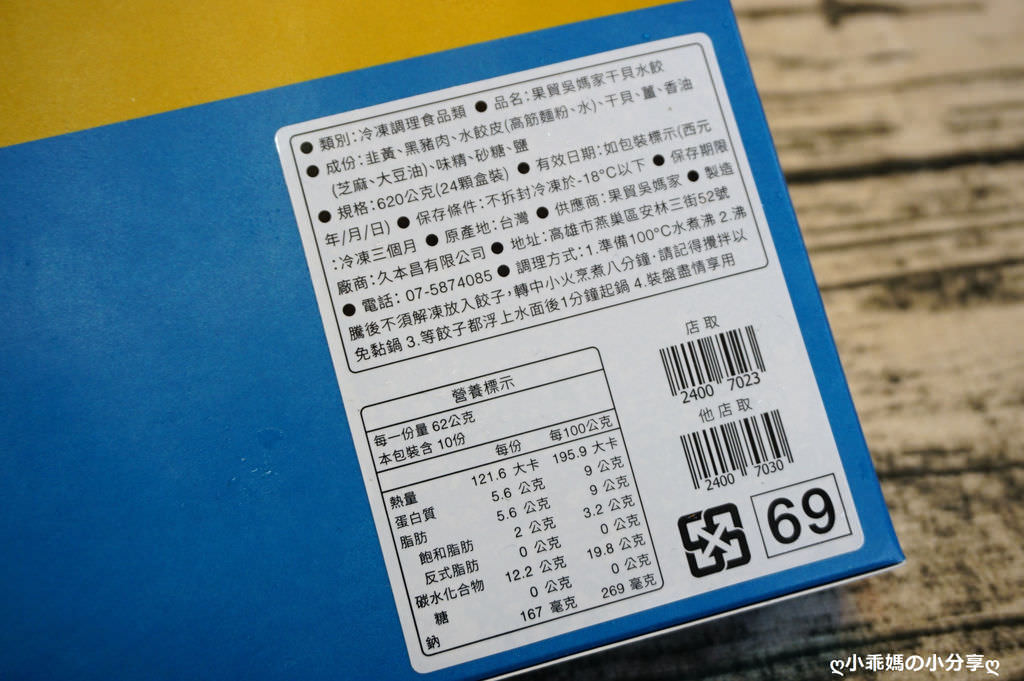 ●類別:冷凍調理食品類 ●品名:果貿吳媽家干貝水餃
●成份:韭黃、黑豬肉、水餃皮(高筋麵粉、水)、干貝、薑、香油
(芝麻、大豆油)、味精、砂糖、鹽
●規格:620公克(24顆盒裝) ●有效日期:如包裝標示(西元
年/月/日) ●保存條件:不拆封冷凍於-18°C以下 ●保存期限
:冷凍三個月 ●原產地:台灣 ●供應商:果貿吳媽家 ●製造
廠商:久本昌有限公司 ●地址:高雄市燕巢區安林三街52號
●電話: 07-5874085 ●調理方式:1.準備100°C水煮沸 2.沸
騰後不須解凍放入餃子,轉中小火烹煮八分鐘,請記得攪拌以
免黏鍋 3.等餃子都浮上水面後1分鐘起鍋 4.裝盤盡情享用
店取
2400 7023
他店取
2400 7030
69
營養標示
每一份量 62公克
本包裝含 10份
每份 每100公克
熱量 121.6 大卡 195.9 大卡
蛋白質 5.6 公克 9 公克
脂肪 5.6 公克 9 公克
飽和脂肪 2 公克 3.2 公克
反式脂肪 0 公克 0 公克
碳水化合物 12.2 公克 19.8 公克
糖 0 公克 0 公克
鈉 167 毫克 269 毫克
ღ小乖媽の小分享ღ